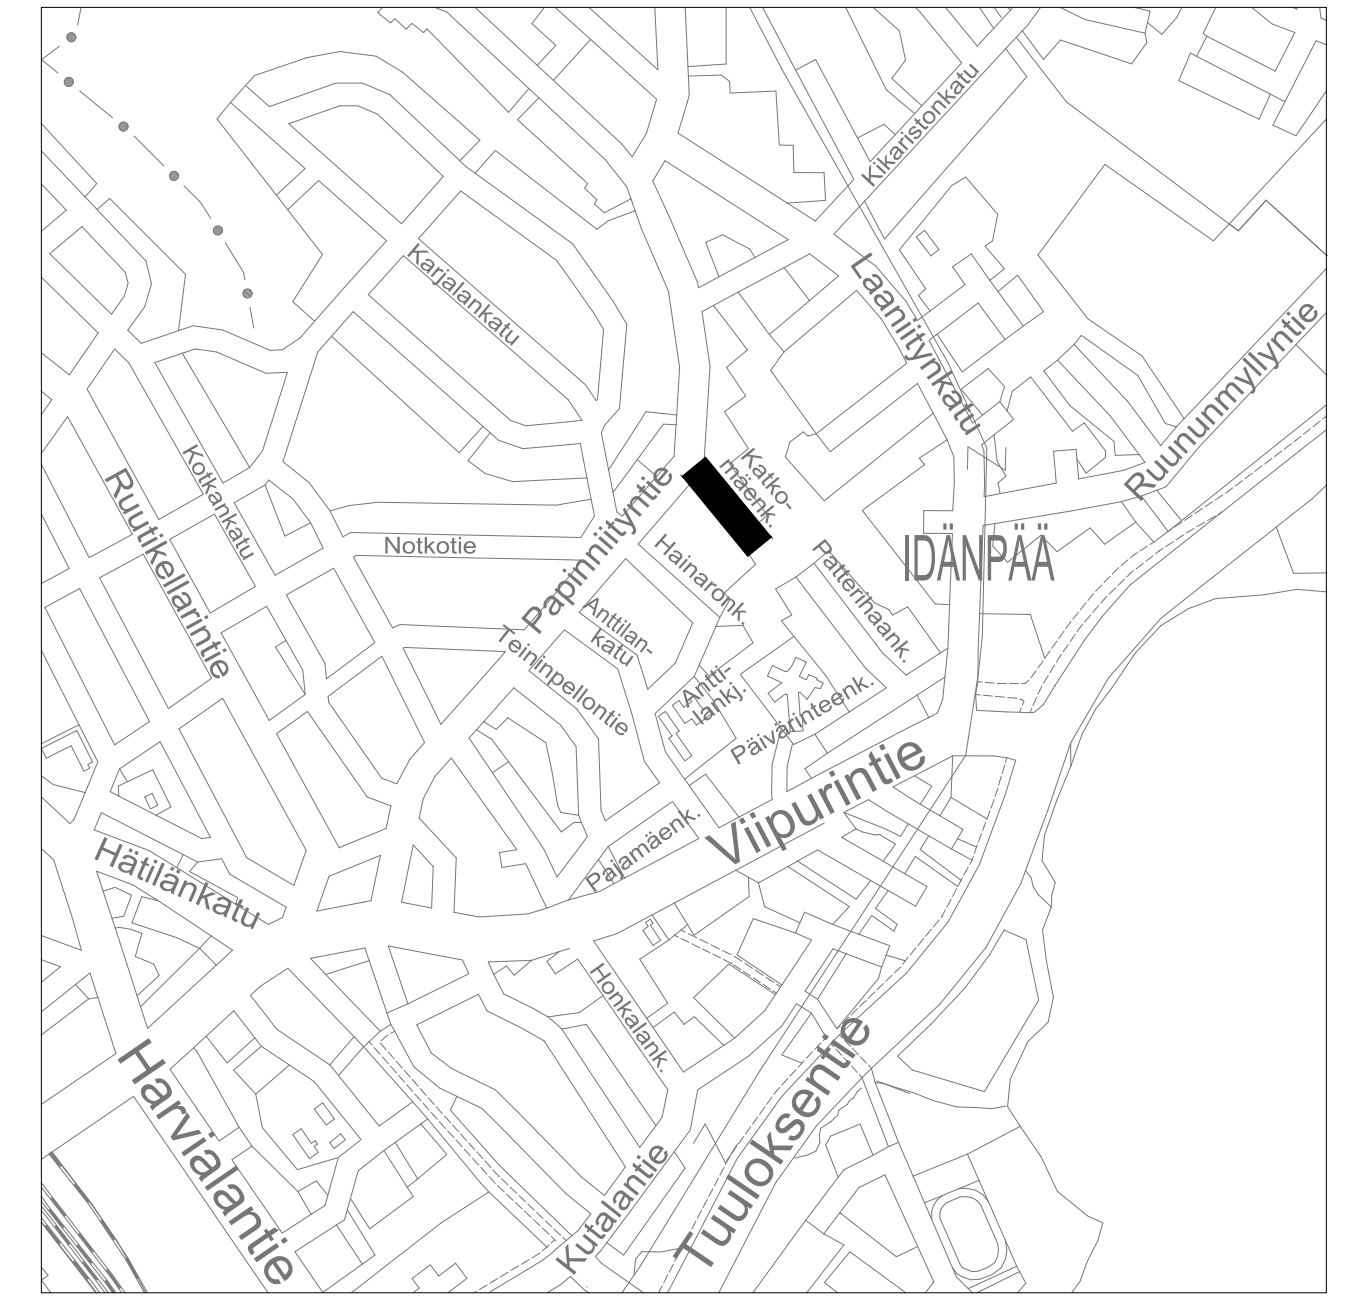 Kikaristonkatu
Karjalankatu
Laaniitynkatu
Ruununmyllyntie
Kotkankatu
Ruutikellarintie
Notkotie
Papinniityntie
Katko-
mäenk.
Hainaronk.
Patterihaank.
IDÄNPÄÄ
Anttilan-
katu
Teininpellontie
Antti-
lankj.
Päivärinteenk.
Viipurintie
Pajamäenk.
Hätilänkatu
Honkalank.
Harvialantie
Tuuloksentie
Kutalantie